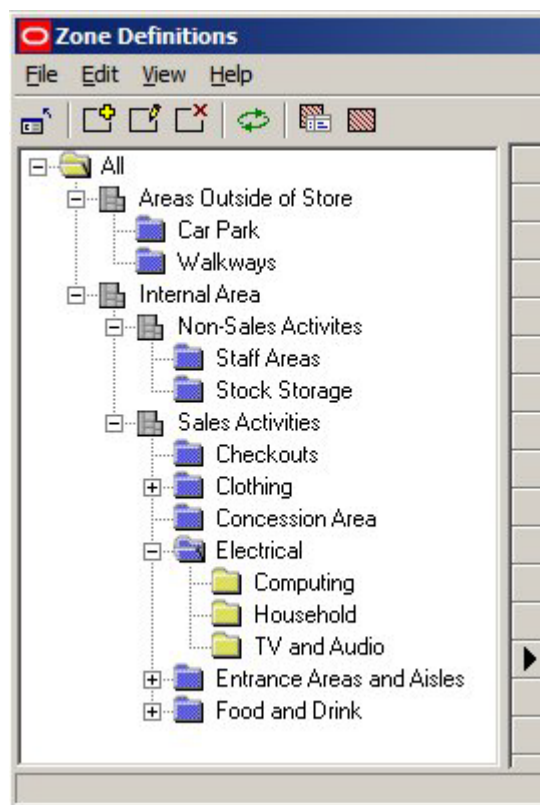 Zone Definitions
File Edit View Help
All
Areas Outside of Store
Car Park
Walkways
Internal Area
Non-Sales Activites
Staff Areas
Stock Storage
Sales Activities
Checkouts
Clothing
Concession Area
Electrical
Computing
Household
TV and Audio
Entrance Areas and Aisles
Food and Drink